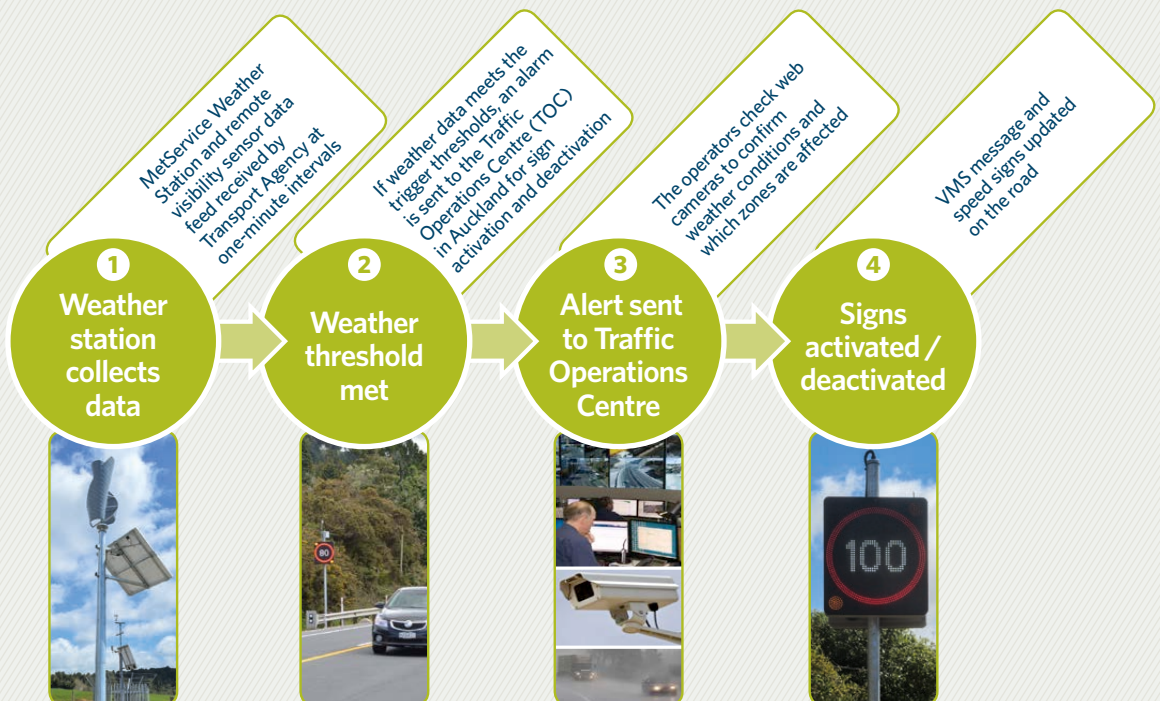 MetService Weather
Station and remote
visibility sensor data
feed received by
Transport Agency at
one-minute intervals
If weather data meets the
trigger thresholds, an alarm
is sent to the Traffic
Operations Centre (TOC)
in Auckland for sign
activation and deactivation
The operators check web
cameras to confirm
weather conditions and
which zones are affected
VMS message and
speed signs updated
on the road
1
Weather
station
collects
data
2
Weather
threshold
met
3
Alert sent
to Traffic
Operations
Centre
4
Signs
activated /
deactivated
80
100